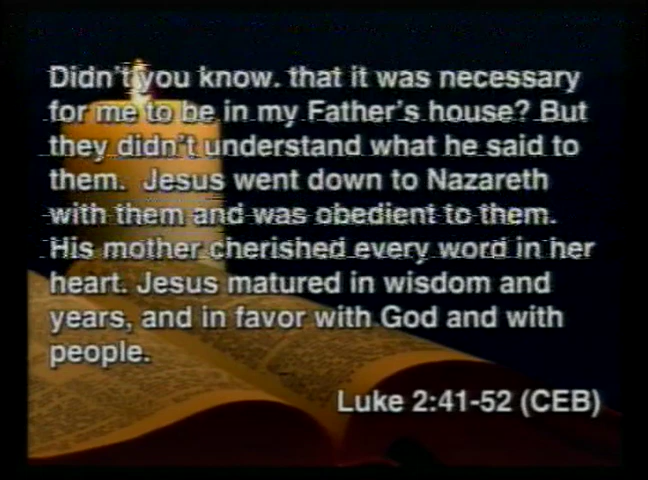 Didn't you know. that it was necessary
for me to be in my Father's house? But
they didn't understand what he said to
them. Jesus went down to Nazareth
with them and was obedient to them.
His mother cherished every word in her
heart. Jesus matured in wisdom and
years, and in favor with God and with
people.
Luke 2:41-52 (CEB)